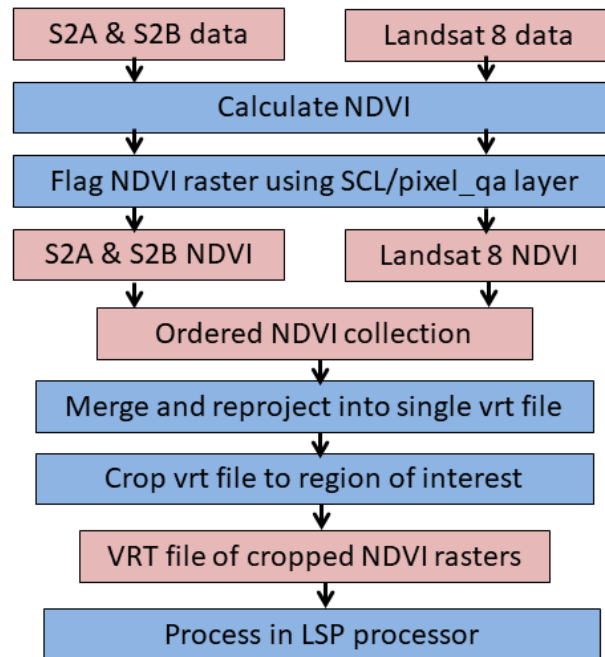 S2A & S2B data
Landsat 8 data
Calculate NDVI
Flag NDVI raster using SCL/pixel_qa layer
S2A & S2B NDVI
Landsat 8 NDVI
Ordered NDVI collection
Merge and reproject into single vrt file
Crop vrt file to region of interest
VRT file of cropped NDVI rasters
Process in LSP processor